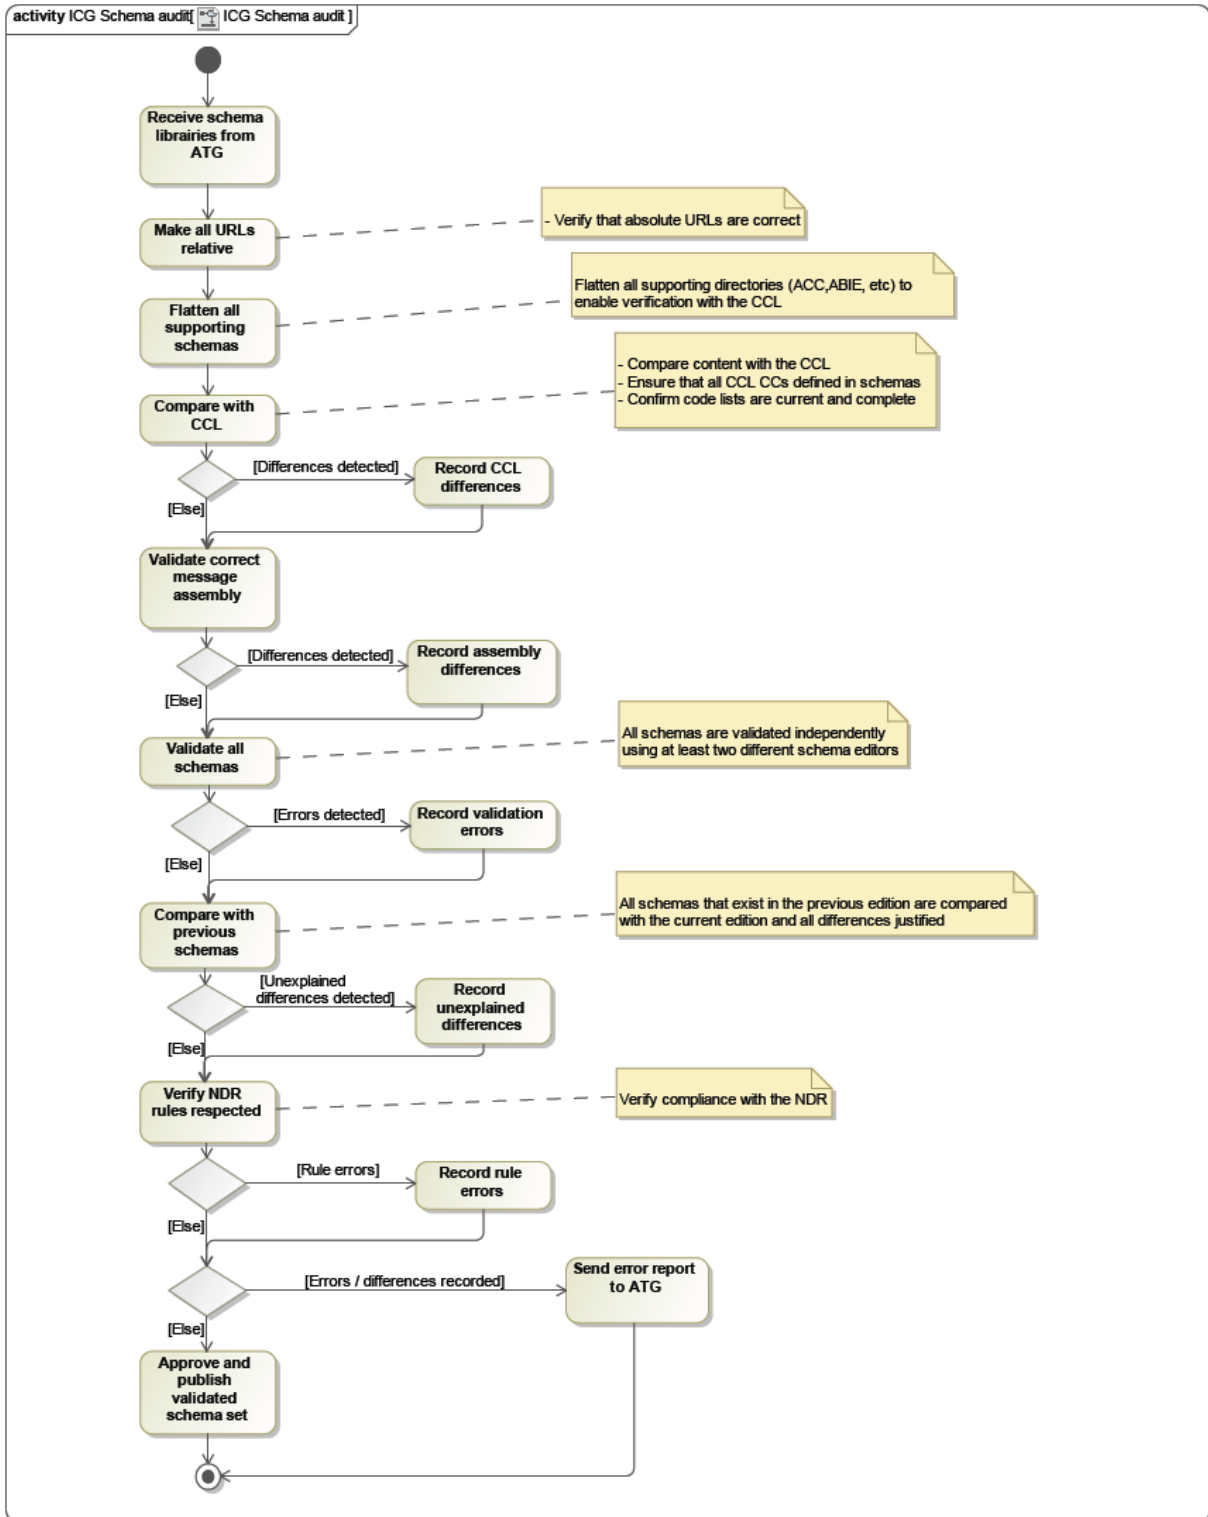 activity ICG Schema audit[ ICG Schema audit ]
Receive schema
librairies from
ATG
Make all URLs
relative
- Verify that absolute URLs are correct
Flatten all
supporting
schemas
Flatten all supporting directories (ACC,ABIE, etc) to
enable verification with the CCL
Compare with
CCL
- Compare content with the CCL
- Ensure that all CCL CCs defined in schemas
- Confirm code lists are current and complete
[Differences detected]
Record CCL
differences
[Else]
Validate correct
message
assembly
[Differences detected]
Record assembly
differences
[Else]
Validate all
schemas
All schemas are validated independently
using at least two different schema editors
[Errors detected]
Record validation
errors
[Else]
Compare with
previous
schemas
All schemas that exist in the previous edition are compared
with the current edition and all differences justified
[Unexplained
differences detected]
Record
unexplained
differences
[Else]
Verify NDR
rules respected
Verify compliance with the NDR
[Rule errors]
Record rule
errors
[Else]
[Errors / differences recorded]
Send error report
to ATG
[Else]
Approve and
publish
validated
schema set